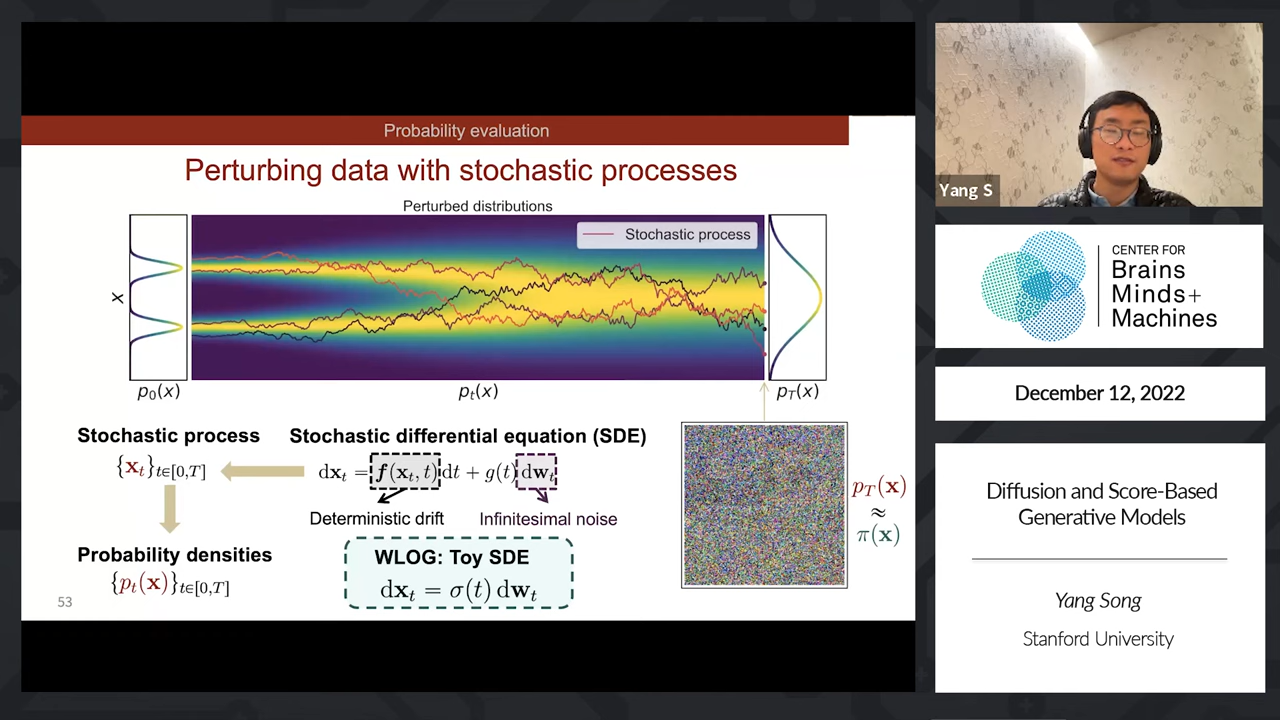 Probability evaluation
Perturbing data with stochastic processes
Perturbed distributions
Stochastic process
x
p₀(x)
pₜ(x)
p_T(x)
Stochastic process
{xₜ}ₜ∈[0,T]
Stochastic differential equation (SDE)
dxₜ = f(xₜ, t)dt + g(t)dwₜ
Deterministic drift
Infinitesimal noise
Probability densities
{pₜ(x)}ₜ∈[0,T]
WLOG: Toy SDE
dxₜ = σ(t) dwₜ
p_T(x)
≈
π(x)
53
Yang S
CENTER FOR
Brains
Minds+
Machines
December 12, 2022
Diffusion and Score-Based
Generative Models
Yang Song
Stanford University